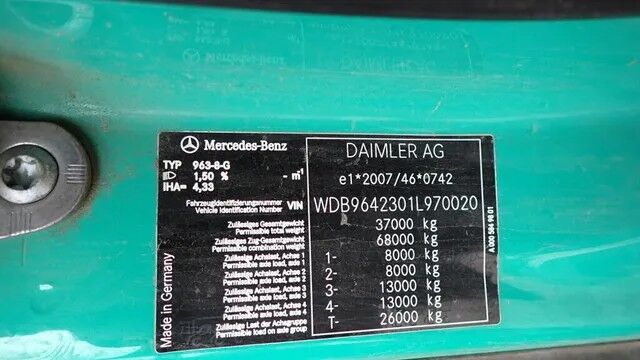 Mercedes-Benz
DAIMLER AG
TYP 963-8-G
1,50 % - m¹
IHA= 4,33
e1*2007/46*0742
Fahrzeugidentifizierungsnummer
Vehicle Identification Number VIN
WDB9642301L970020
Zulässiges Gesamtgewicht
Permissible total weight
37000 kg
Zulässiges Zug-Gesamtgewicht
Permissible combination weight
68000 kg
Zulässige Achslast, Achse 1
Permissible axle load, axle 1
1- 8000 kg
Zulässige Achslast, Achse 2
Permissible axle load, axle 2
2- 8000 kg
Zulässige Achslast, Achse 3
Permissible axle load, axle 3
3- 13000 kg
Zulässige Achslast, Achse 4
Permissible axle load, axle 4
4- 13000 kg
Zulässige Last der Achsgruppe
Permissible load on axle group
T- 26000 kg
Made in Germany
A 000 584 98 01